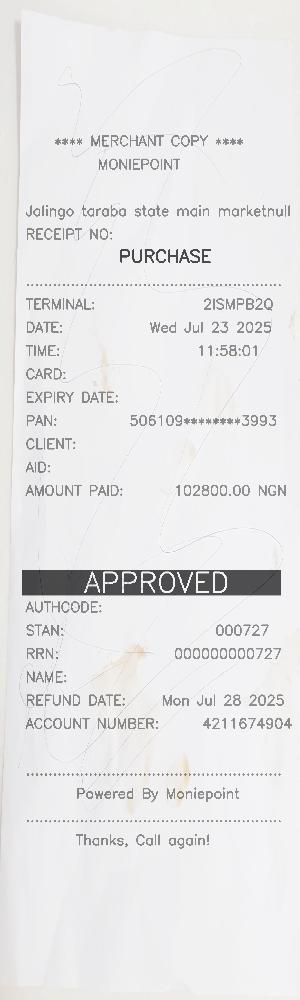 **** MERCHANT COPY ****
MONIEPOINT
Jalingo taraba state main marketnull
RECEIPT NO:
PURCHASE
TERMINAL: 2ISMPB2Q
DATE: Wed Jul 23 2025
TIME: 11:58:01
CARD:
EXPIRY DATE:
PAN: 506109********3993
CLIENT:
AID:
AMOUNT PAID: 102800.00 NGN
APPROVED
AUTHCODE:
STAN: 000727
RRN: 000000000727
NAME:
REFUND DATE: Mon Jul 28 2025
ACCOUNT NUMBER: 4211674904
Powered By Moniepoint
Thanks, Call again!